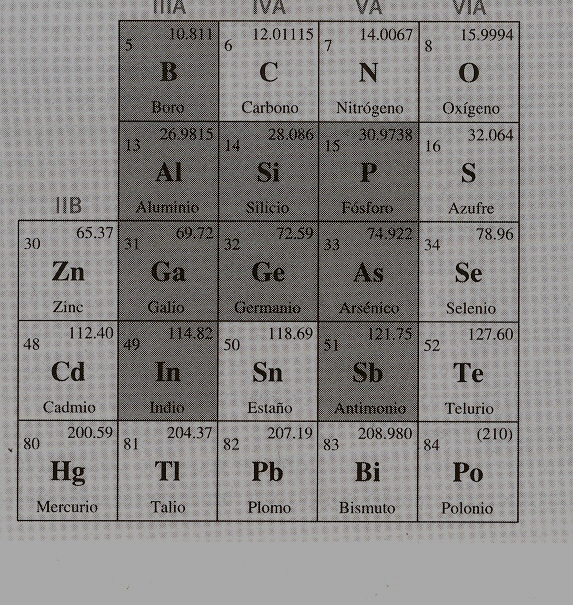 IIIA IVA VA VIA
10.811 12.01115 14.0067 15.9994
5 6 7 8
B C N O
Boro Carbono Nitrógeno Oxígeno
26.9815 28.086 30.9738 32.064
13 14 15 16
Al Si P S
IIB Aluminio Silicio Fósforo Azufre
65.37 69.72 72.59 74.922 78.96
30 31 32 33 34
Zn Ga Ge As Se
Zinc Galio Germanio Arsénico Selenio
112.40 114.82 118.69 121.75 127.60
48 49 50 51 52
Cd In Sn Sb Te
Cadmio Indio Estaño Antimonio Telurio
200.59 204.37 207.19 208.980 (210)
80 81 82 83 84
Hg Tl Pb Bi Po
Mercurio Talio Plomo Bismuto Polonio